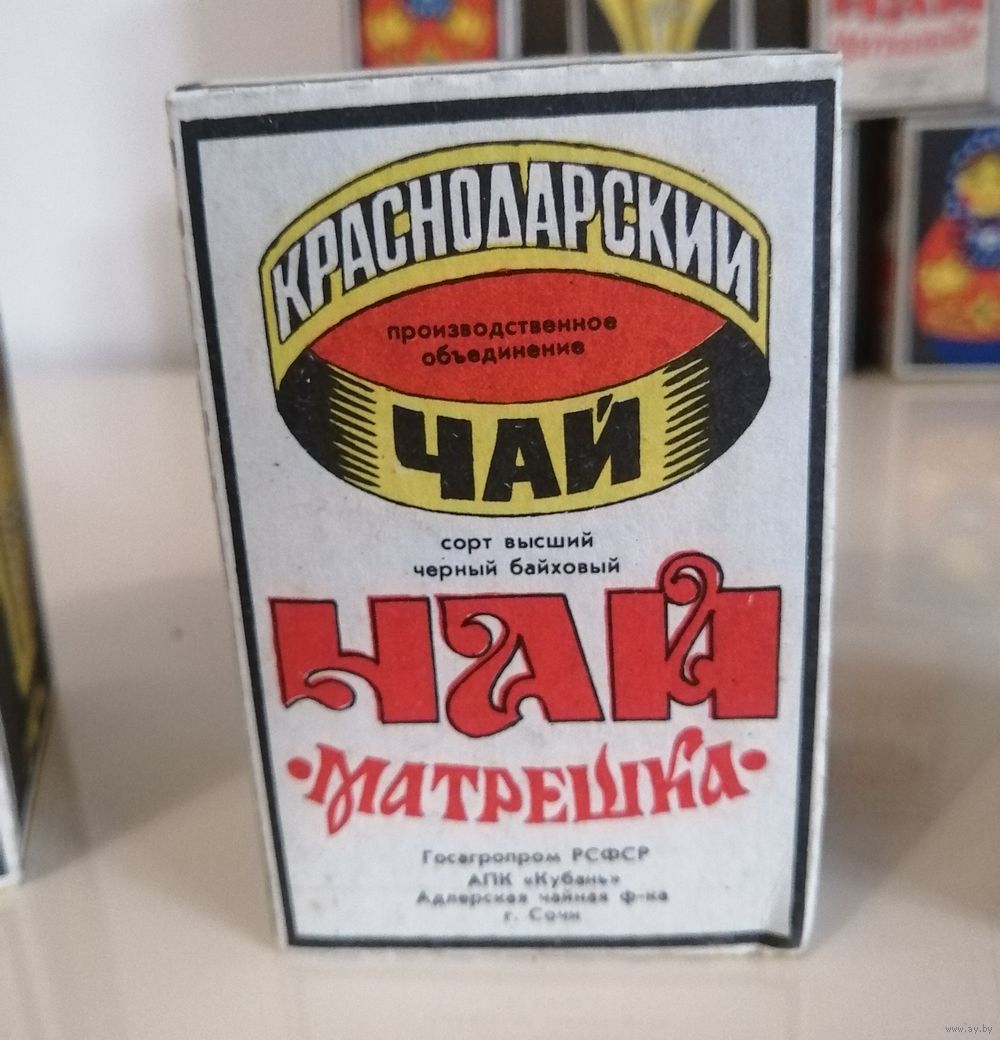 КРАСНОДАРСКИЙ
производственное
объединение
ЧАЙ
сорт высший
черный байховый
ЧАЙ
•МАТРЕШКА•
Госагропром РСФСР
АПК «Кубань»
Адлерская чайная ф-ка
г. Сочи
www.ay.by